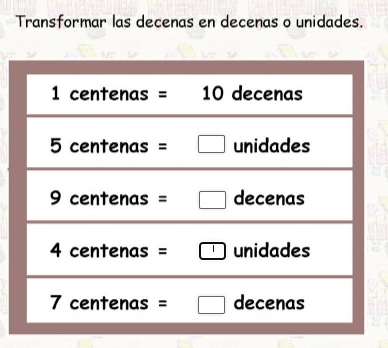 Transformar las decenas en decenas o unidades.
1 centenas = 10 decenas
5 centenas = unidades
9 centenas = decenas
4 centenas = unidades
7 centenas = decenas